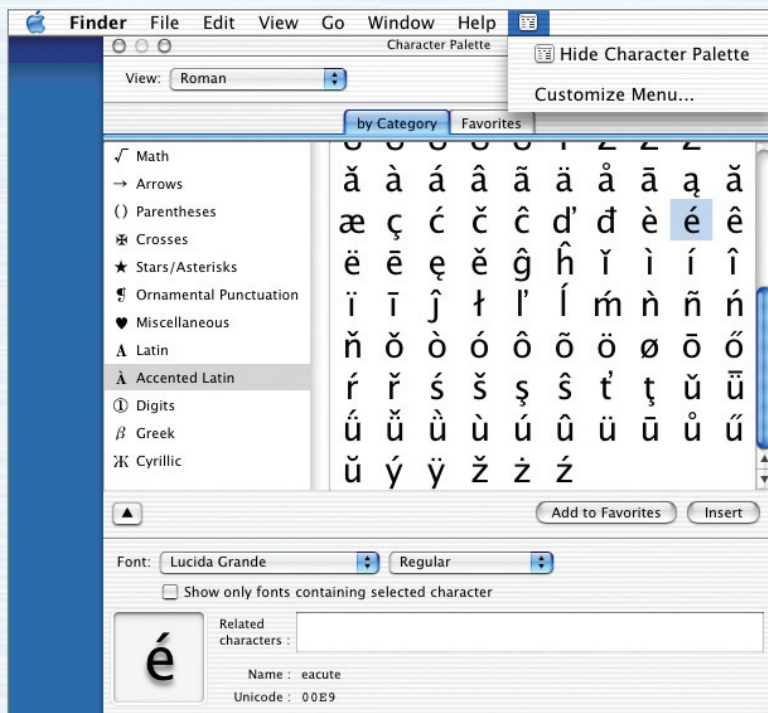 Finder File Edit View Go Window Help
Character Palette
Hide Character Palette
Customize Menu...
View: Roman
by Category Favorites
√ Math
→ Arrows
() Parentheses
✠ Crosses
★ Stars/Asterisks
¶ Ornamental Punctuation
♥ Miscellaneous
A Latin
À Accented Latin
① Digits
β Greek
Ж Cyrillic
ǎ à á â ã ä å ā ą ă
æ ç ć č ĉ ď đ è é ê
ë ē ę ě ĝ ĥ ǐ ì í î
ï ī ĵ ł ľ ĺ ḿ ǹ ñ ń
ň ǒ ò ó ô õ ö ø ō ő
ŕ ř ś š ş ŝ ť ţ ǔ ǖ
ǘ ǚ ǜ ù ú û ü ū ů ű
ŭ ý ÿ ž ż ź
Add to Favorites Insert
Font: Lucida Grande Regular
Show only fonts containing selected character
é
Related
characters :
Name : eacute
Unicode : 00E9